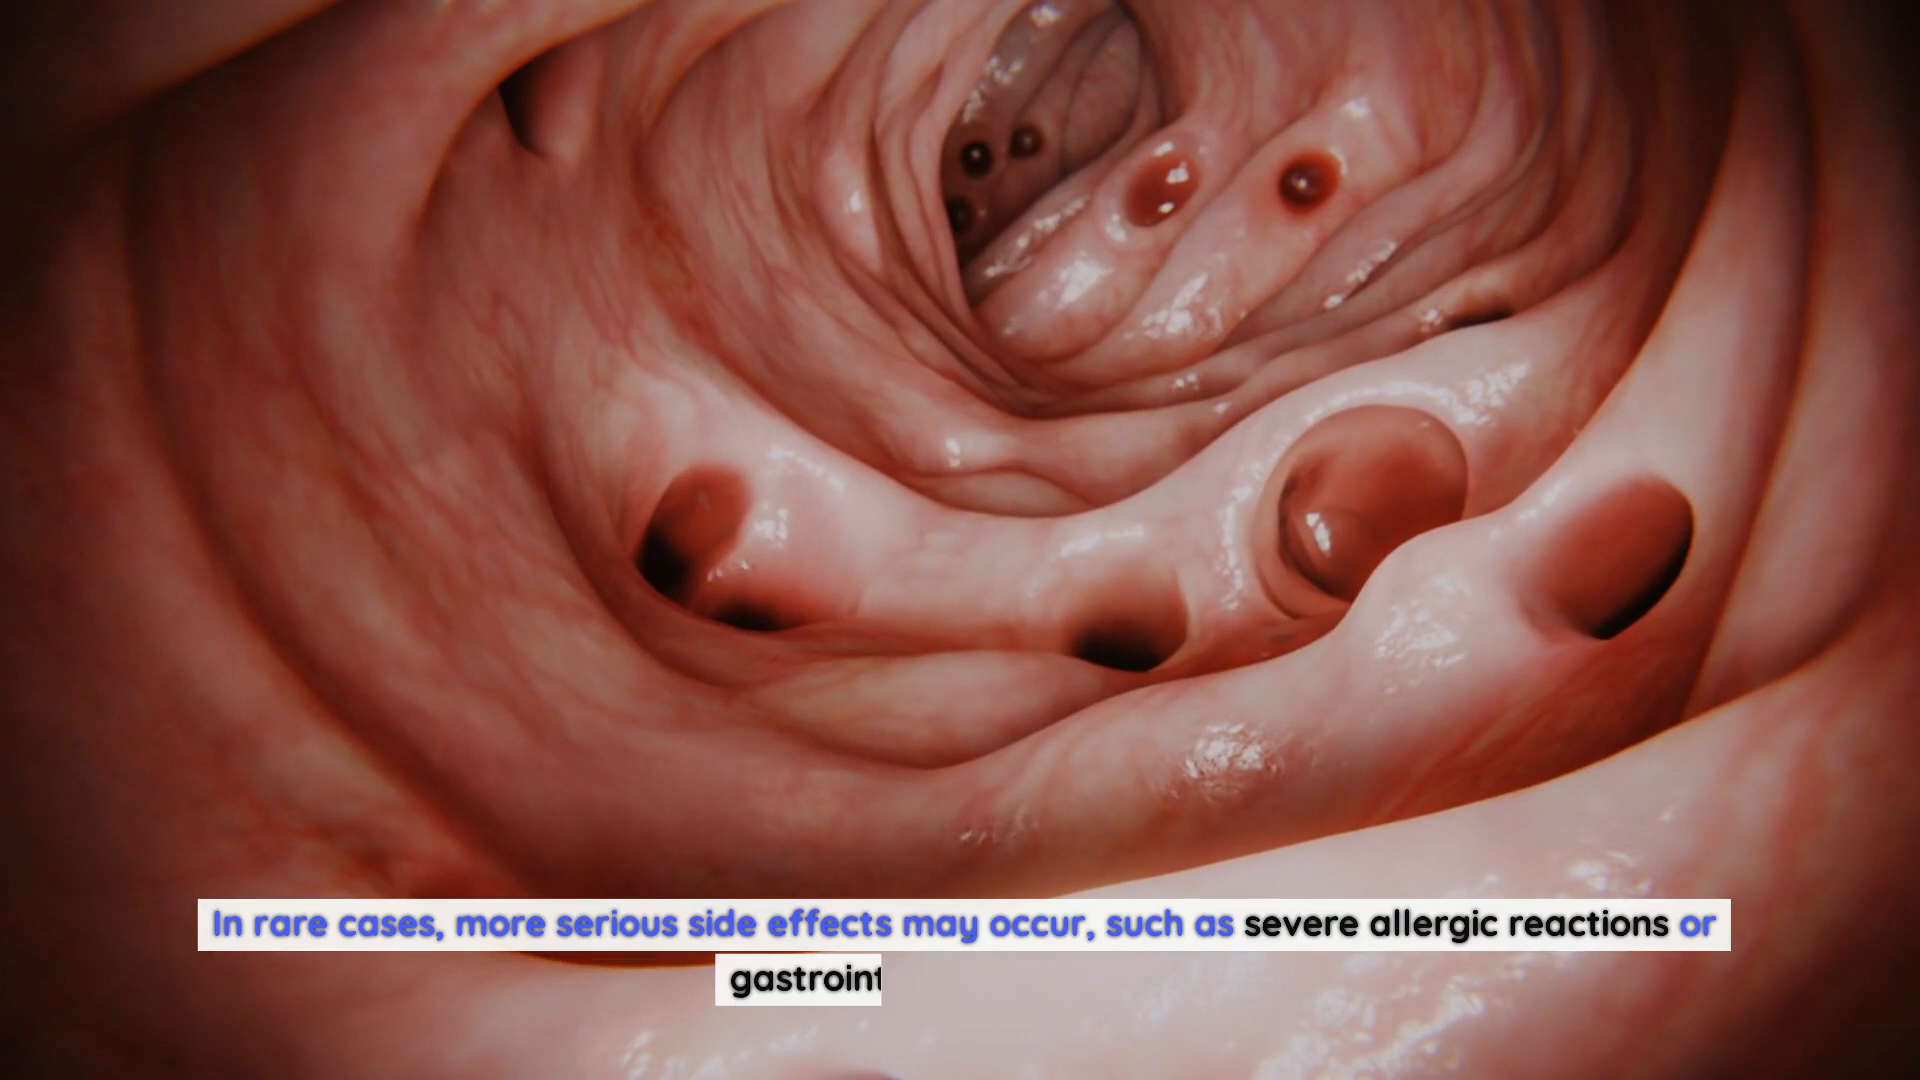 In rare cases, more serious side effects may occur, such as severe allergic reactions or
gastroint